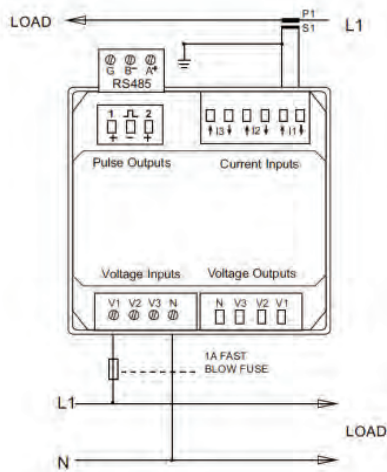 LOAD
P1
S1
L1
G B- A+
RS485
1 2
+ - +
↑ I3 ↓ ↑ I2 ↓ ↑ I1 ↓
Pulse Outputs
Current Inputs
Voltage Inputs
Voltage Outputs
V1 V2 V3 N
N V3 V2 V1
1A FAST
BLOW FUSE
L1
LOAD
N